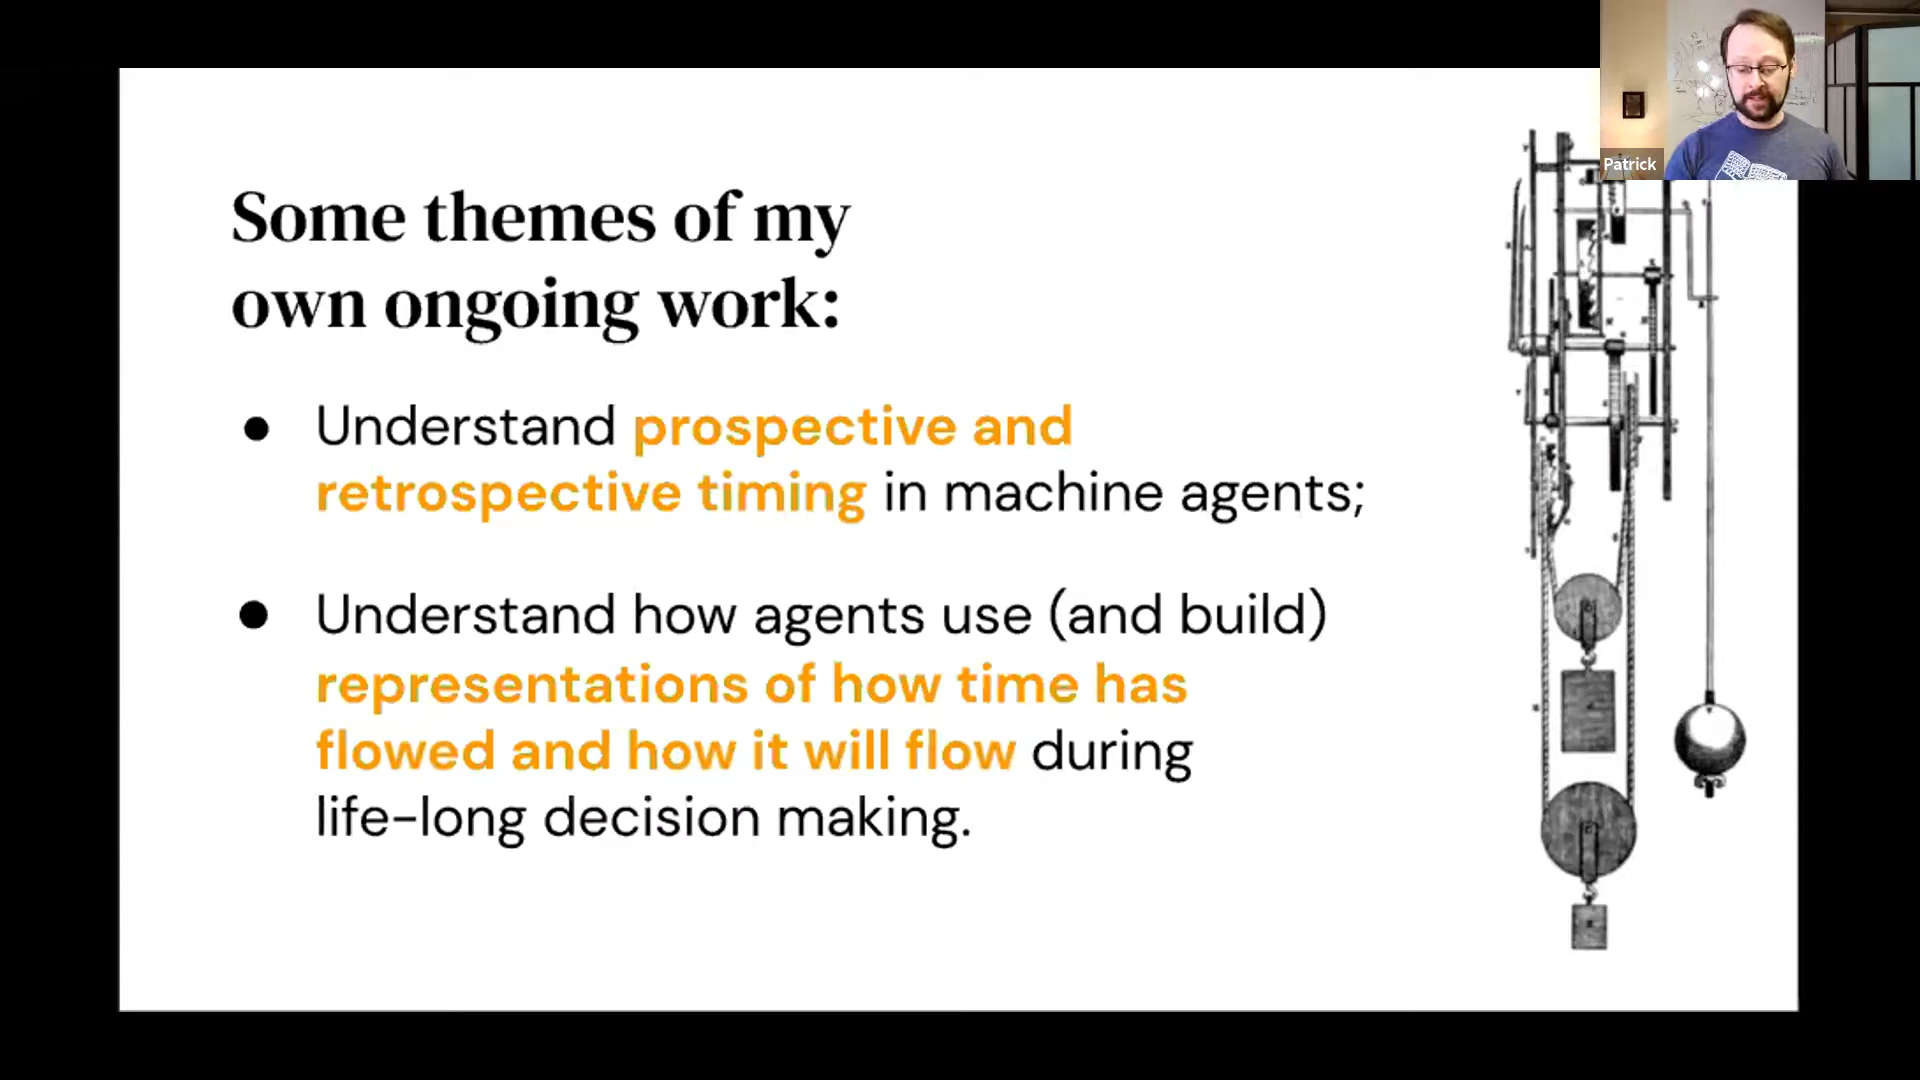 Patrick
Some themes of my
own ongoing work:
● Understand prospective and
retrospective timing in machine agents;
● Understand how agents use (and build)
representations of how time has
flowed and how it will flow during
life-long decision making.